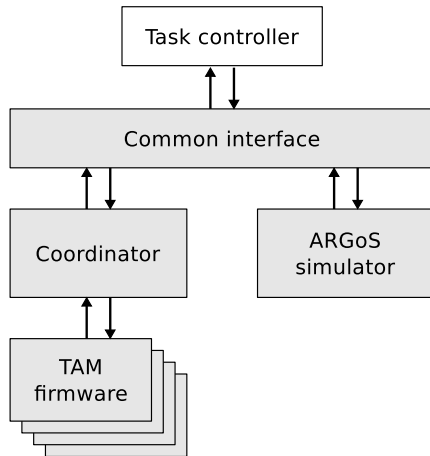 Task controller
Common interface
Coordinator
ARGoS
simulator
TAM
firmware